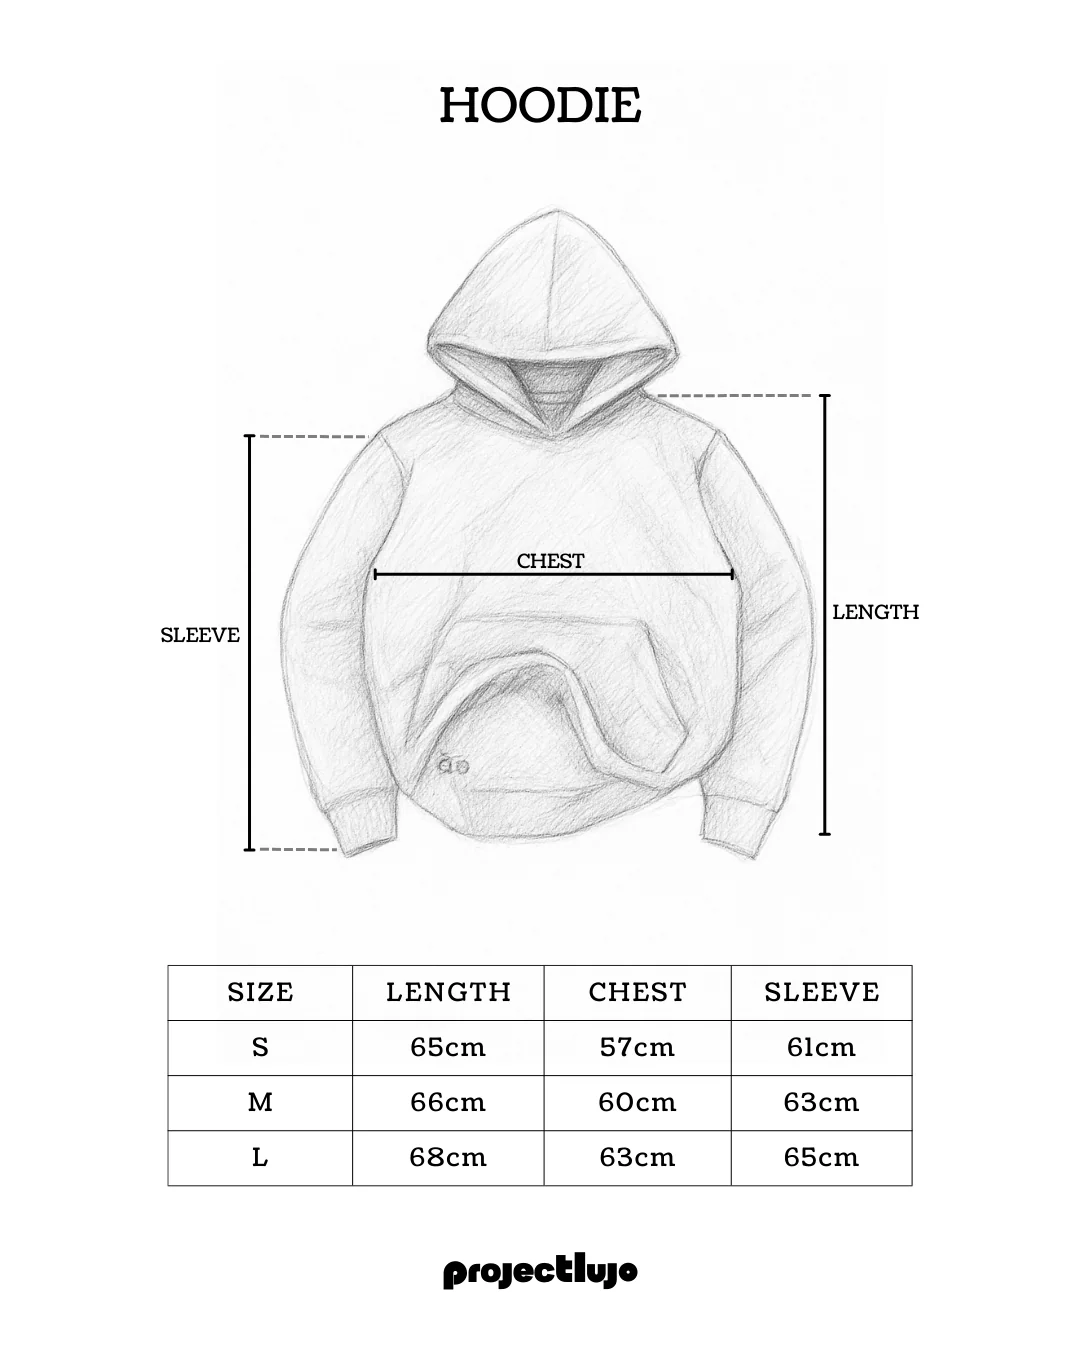 HOODIE
CHEST
LENGTH
SLEEVE
SIZE LENGTH CHEST SLEEVE
S 65cm 57cm 61cm
M 66cm 60cm 63cm
L 68cm 63cm 65cm
projectlujo